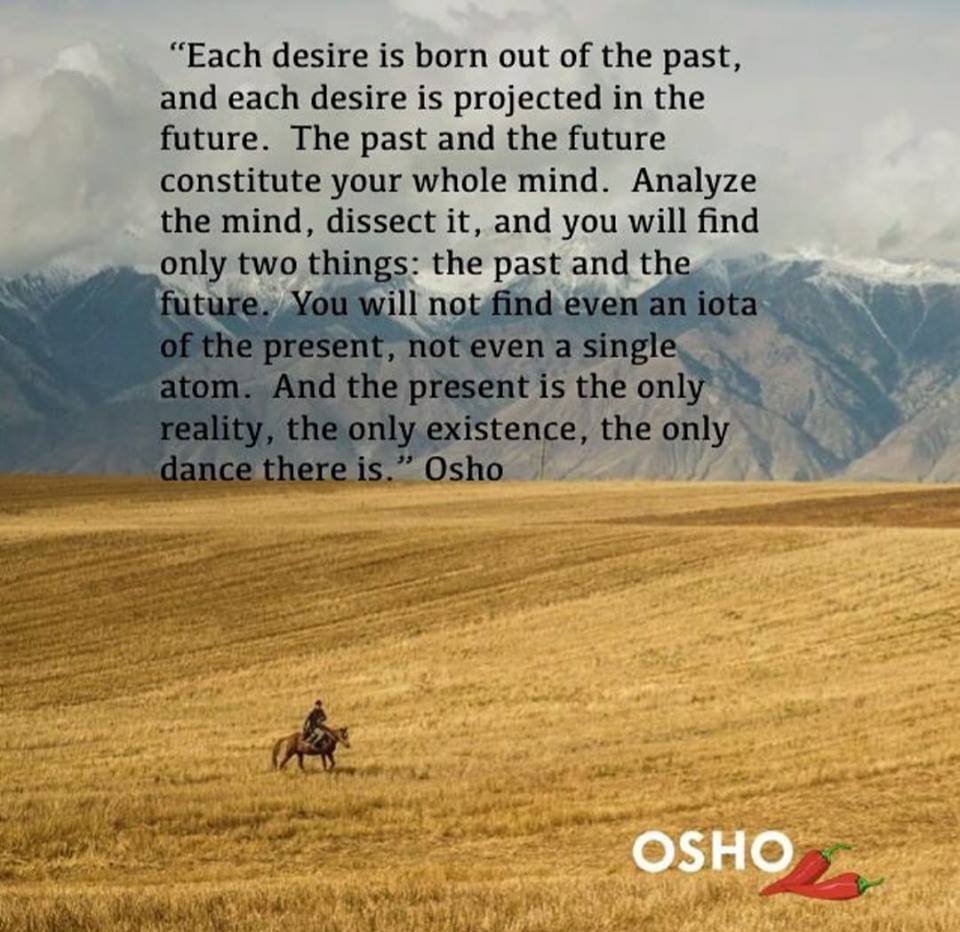 “Each desire is born out of the past,
and each desire is projected in the
future.  The past and the future
constitute your whole mind.  Analyze
the mind, dissect it, and you will find
only two things: the past and the
future.  You will not find even an iota
of the present, not even a single
atom.  And the present is the only
reality, the only existence, the only
dance there is.” Osho
OSHO